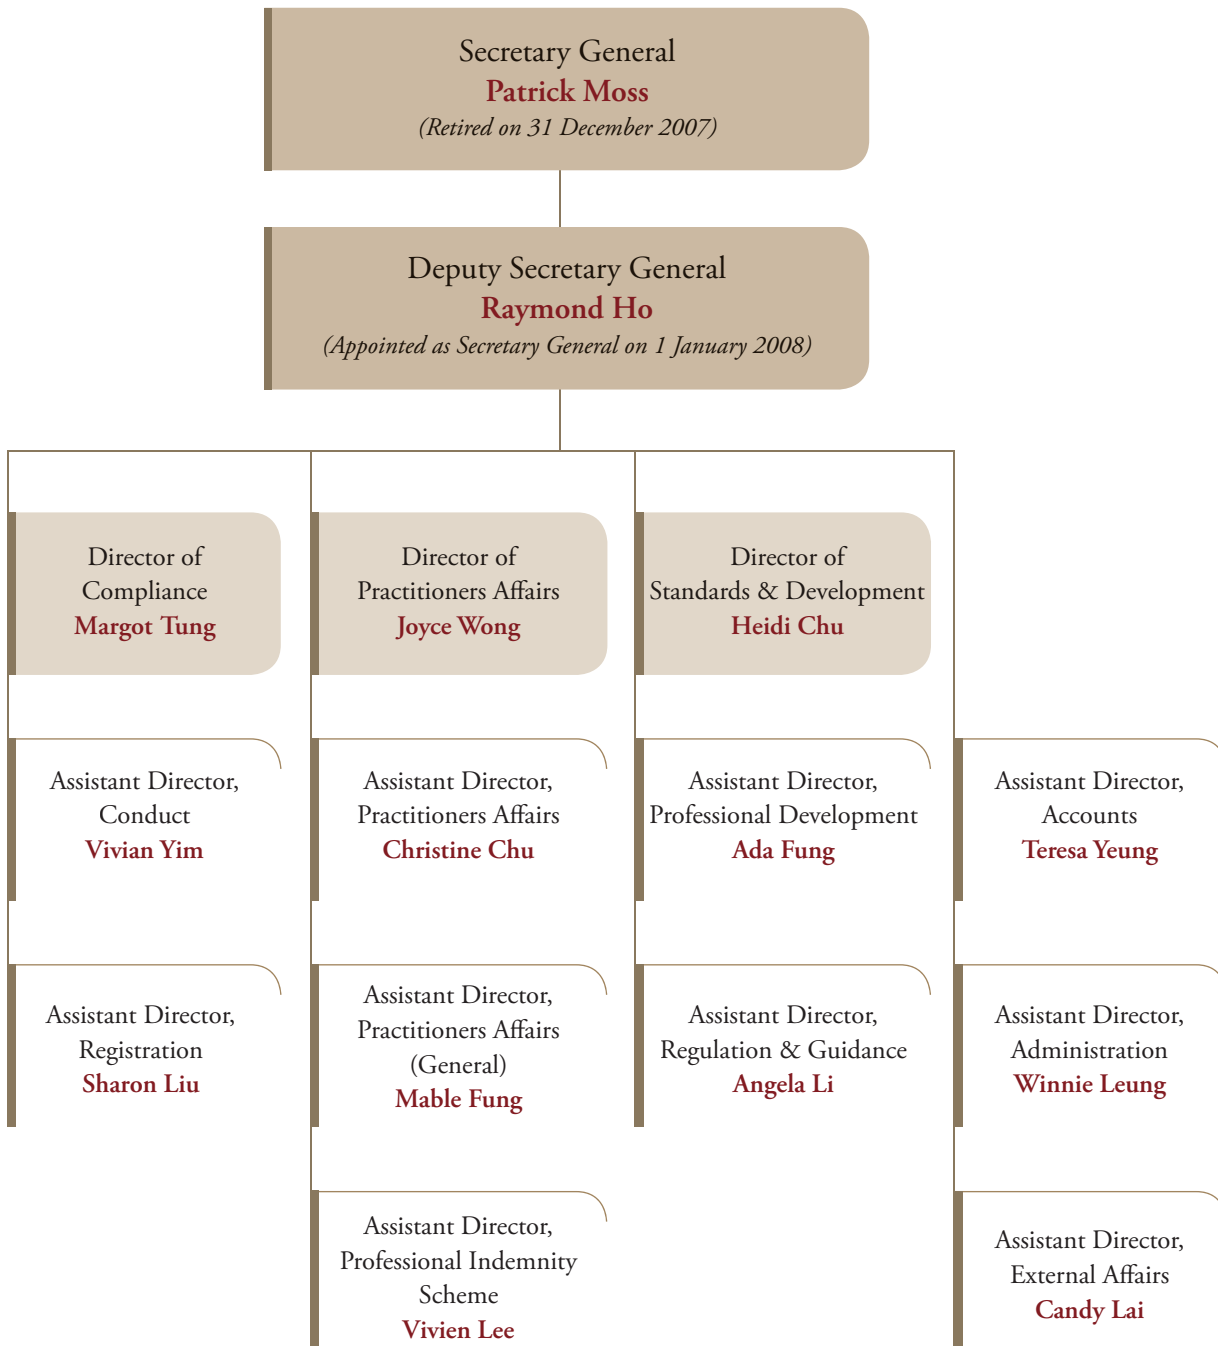 Secretary General
Patrick Moss
(Retired on 31 December 2007)
Deputy Secretary General
Raymond Ho
(Appointed as Secretary General on 1 January 2008)
Director of
Compliance
Margot Tung
Director of
Practitioners Affairs
Joyce Wong
Director of
Standards & Development
Heidi Chu
Assistant Director,
Conduct
Vivian Yim
Assistant Director,
Practitioners Affairs
Christine Chu
Assistant Director,
Professional Development
Ada Fung
Assistant Director,
Accounts
Teresa Yeung
Assistant Director,
Registration
Sharon Liu
Assistant Director,
Practitioners Affairs
(General)
Mable Fung
Assistant Director,
Regulation & Guidance
Angela Li
Assistant Director,
Administration
Winnie Leung
Assistant Director,
Professional Indemnity
Scheme
Vivien Lee
Assistant Director,
External Affairs
Candy Lai